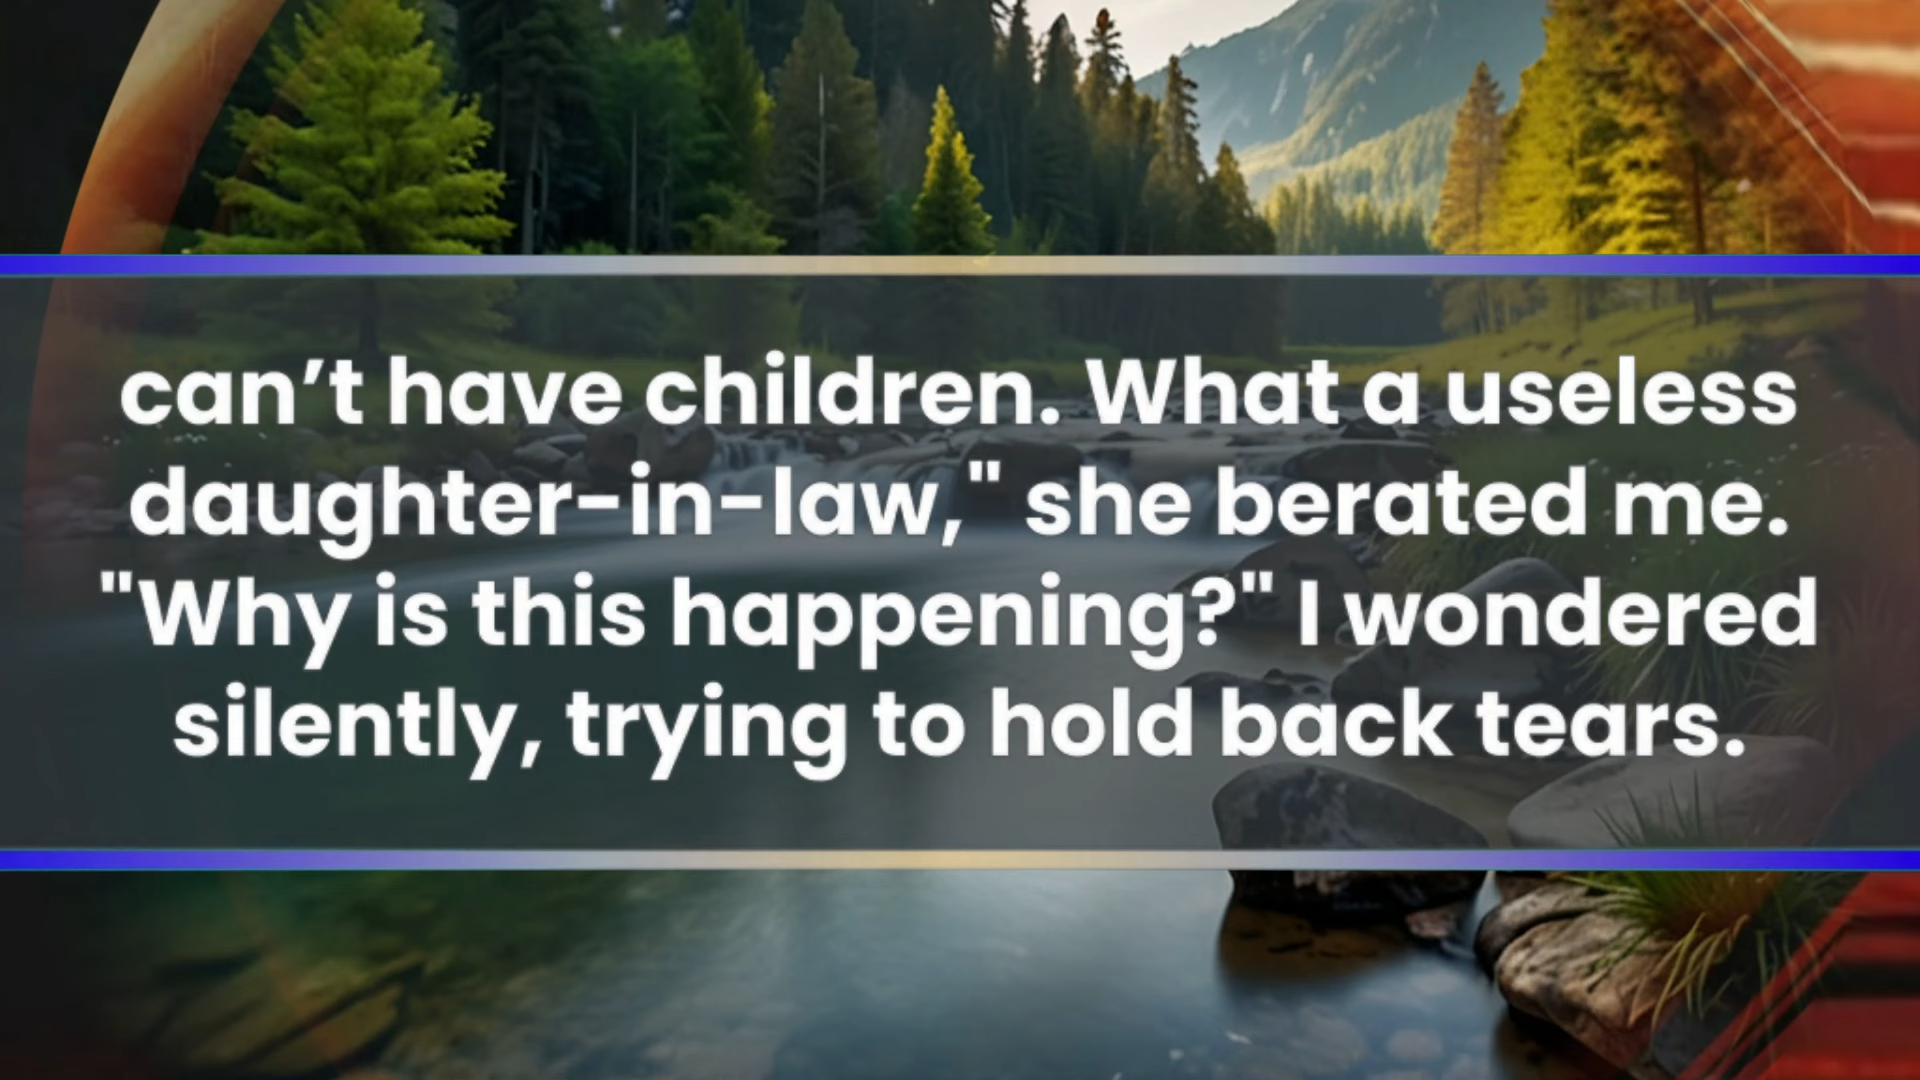 can’t have children. What a useless
daughter-in-law," she berated me.
"Why is this happening?" I wondered
silently, trying to hold back tears.